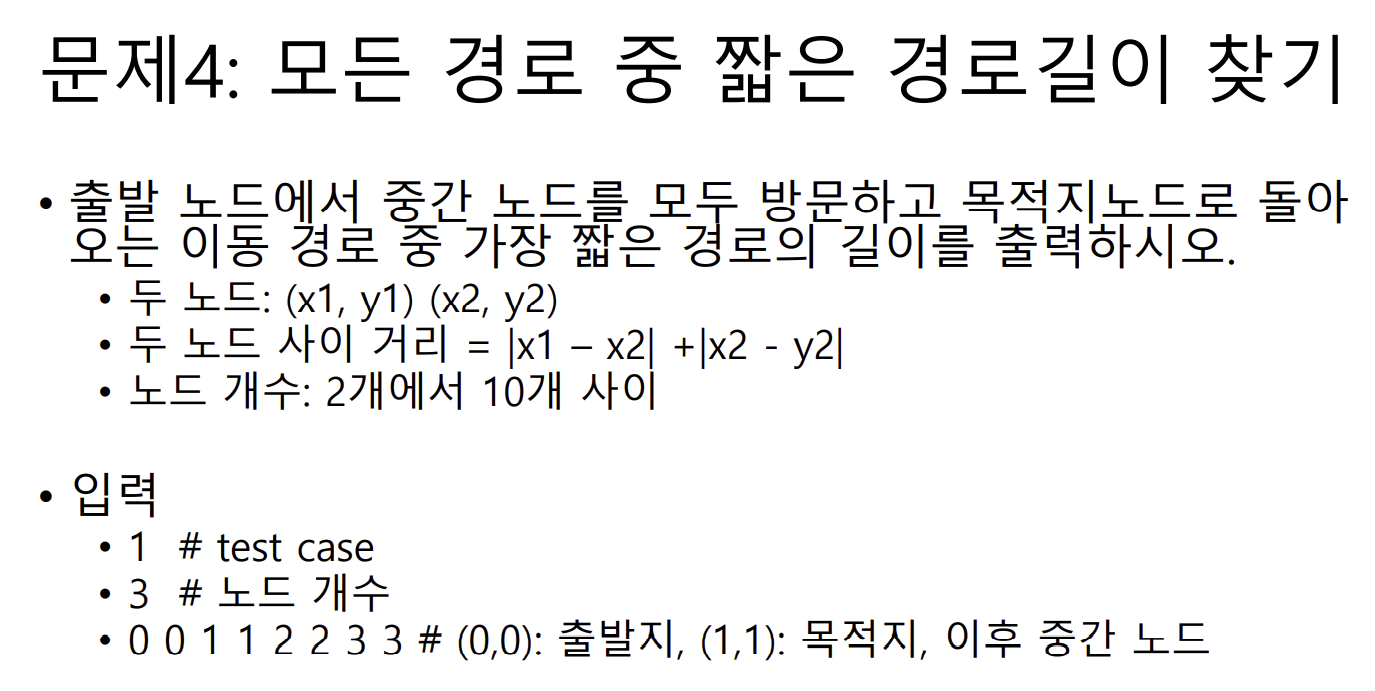 문제4: 모든 경로 중 짧은 경로길이 찾기
• 출발 노드에서 중간 노드를 모두 방문하고 목적지노드로 돌아
오는 이동 경로 중 가장 짧은 경로의 길이를 출력하시오.
• 두 노드: (x1, y1) (x2, y2)
• 두 노드 사이 거리 = |x1 – x2| +|x2 - y2|
• 노드 개수: 2개에서 10개 사이
• 입력
• 1 # test case
• 3 # 노드 개수
• 0 0 1 1 2 2 3 3 # (0,0): 출발지, (1,1): 목적지, 이후 중간 노드